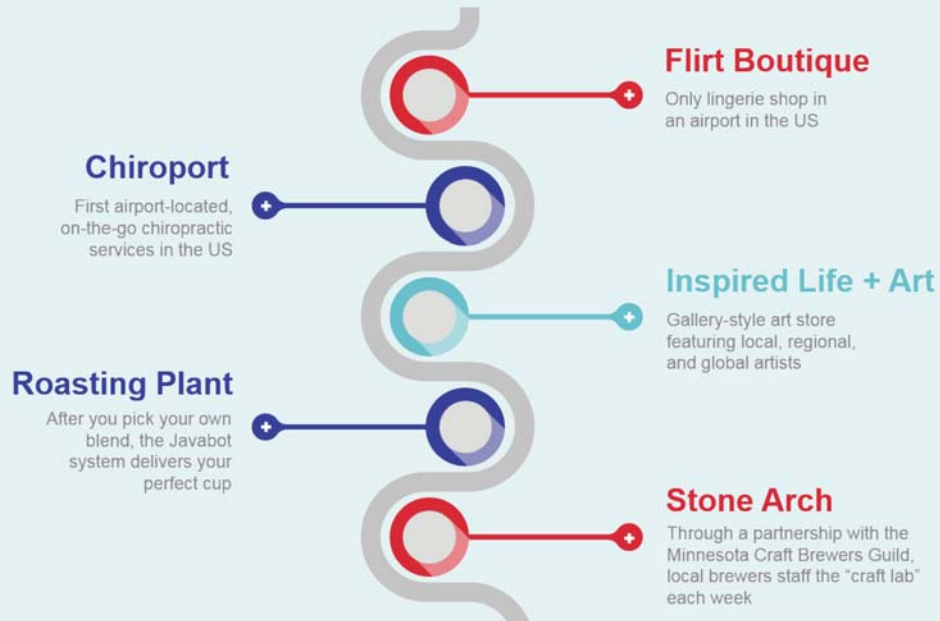 Flirt Boutique
Only lingerie shop in
an airport in the US
Chiroport
First airport-located,
on-the-go chiropractic
services in the US
Inspired Life + Art
Gallery-style art store
featuring local, regional,
and global artists
Roasting Plant
After you pick your own
blend, the Javabot
system delivers your
perfect cup
Stone Arch
Through a partnership with the
Minnesota Craft Brewers Guild,
local brewers staff the “craft lab”
each week